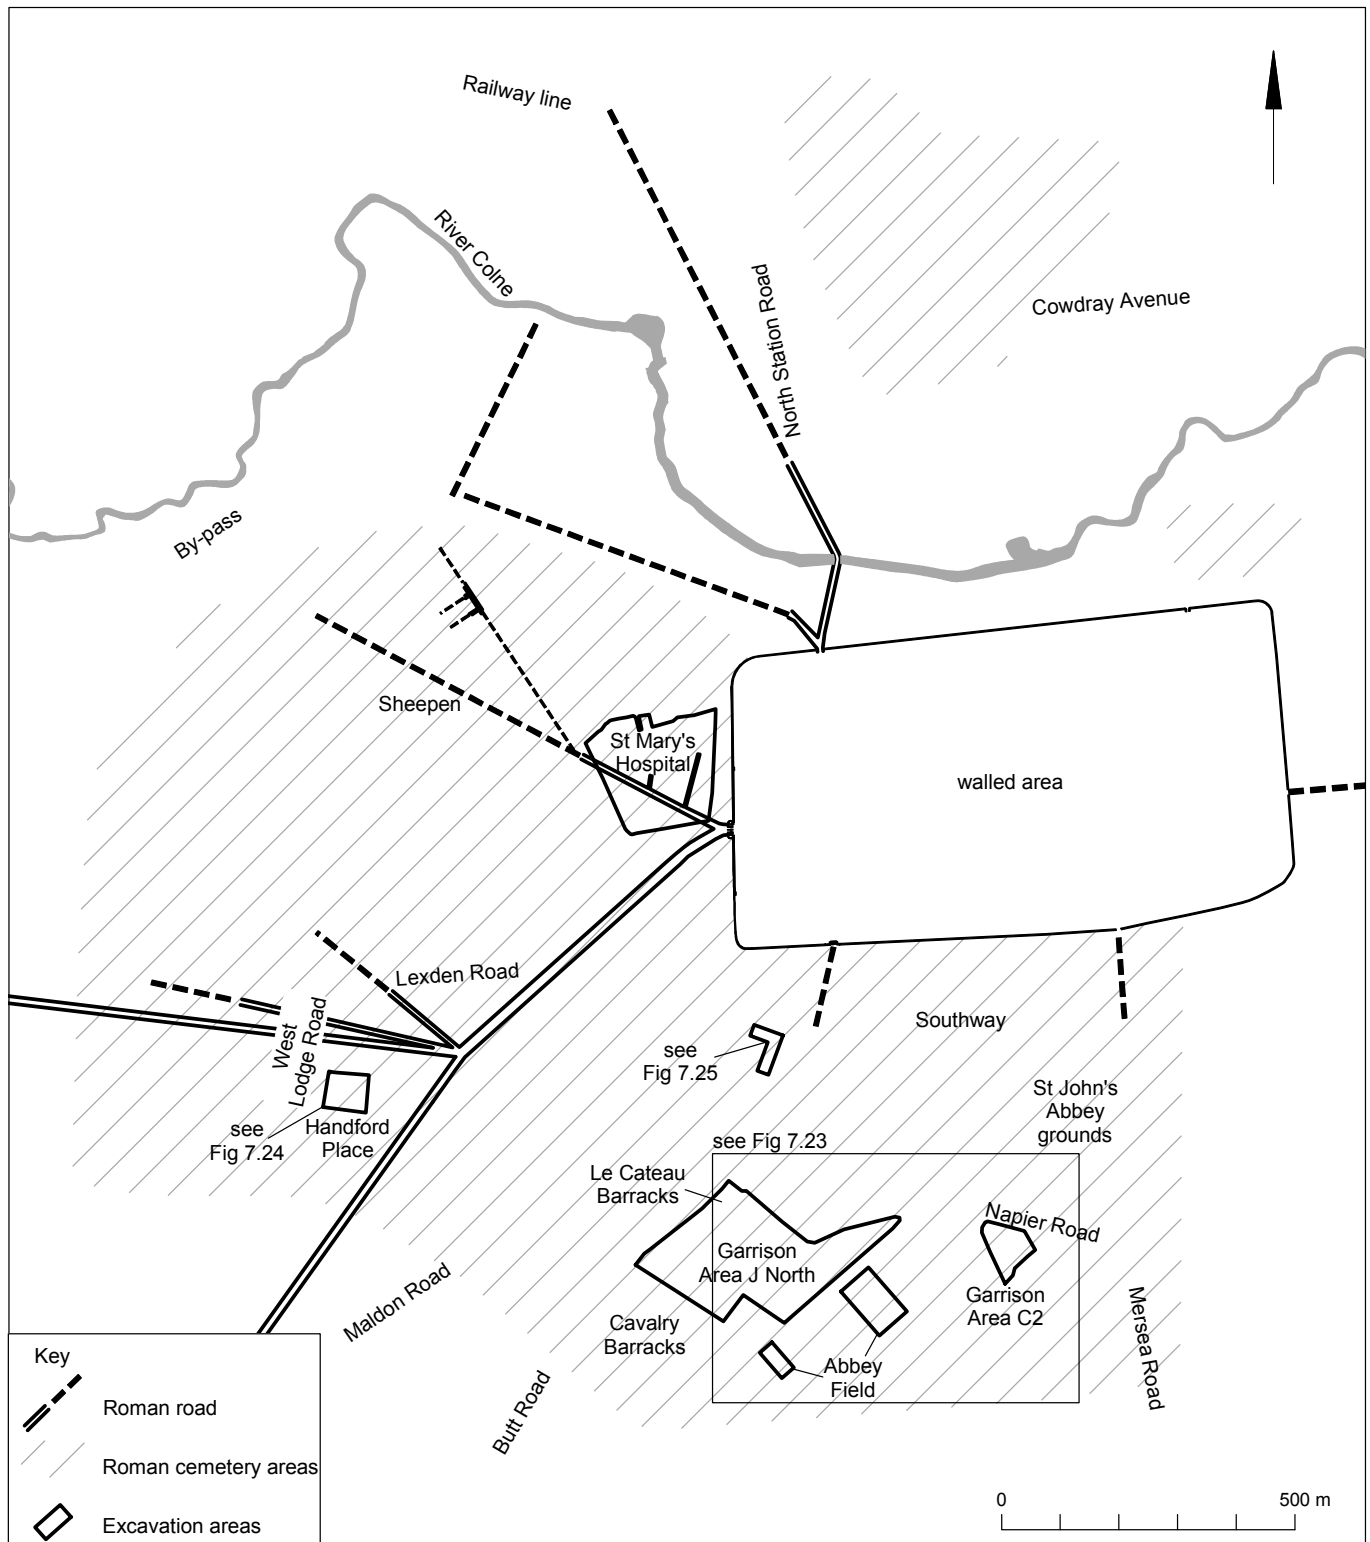 Railway line
River Colne
North Station Road
Cowdray Avenue
By-pass
Sheepen
St Mary's
Hospital
walled area
Lexden Road
West
Lodge Road
Southway
see
Fig 7.25
St John's
Abbey
grounds
see
Fig 7.24
Handford
Place
see Fig 7.23
Le Cateau
Barracks
Napier Road
Garrison
Area J North
Garrison
Area C2
Maldon Road
Cavalry
Barracks
Mersea Road
Abbey
Field
Butt Road
Key
Roman road
Roman cemetery areas
Excavation areas
0
500 m